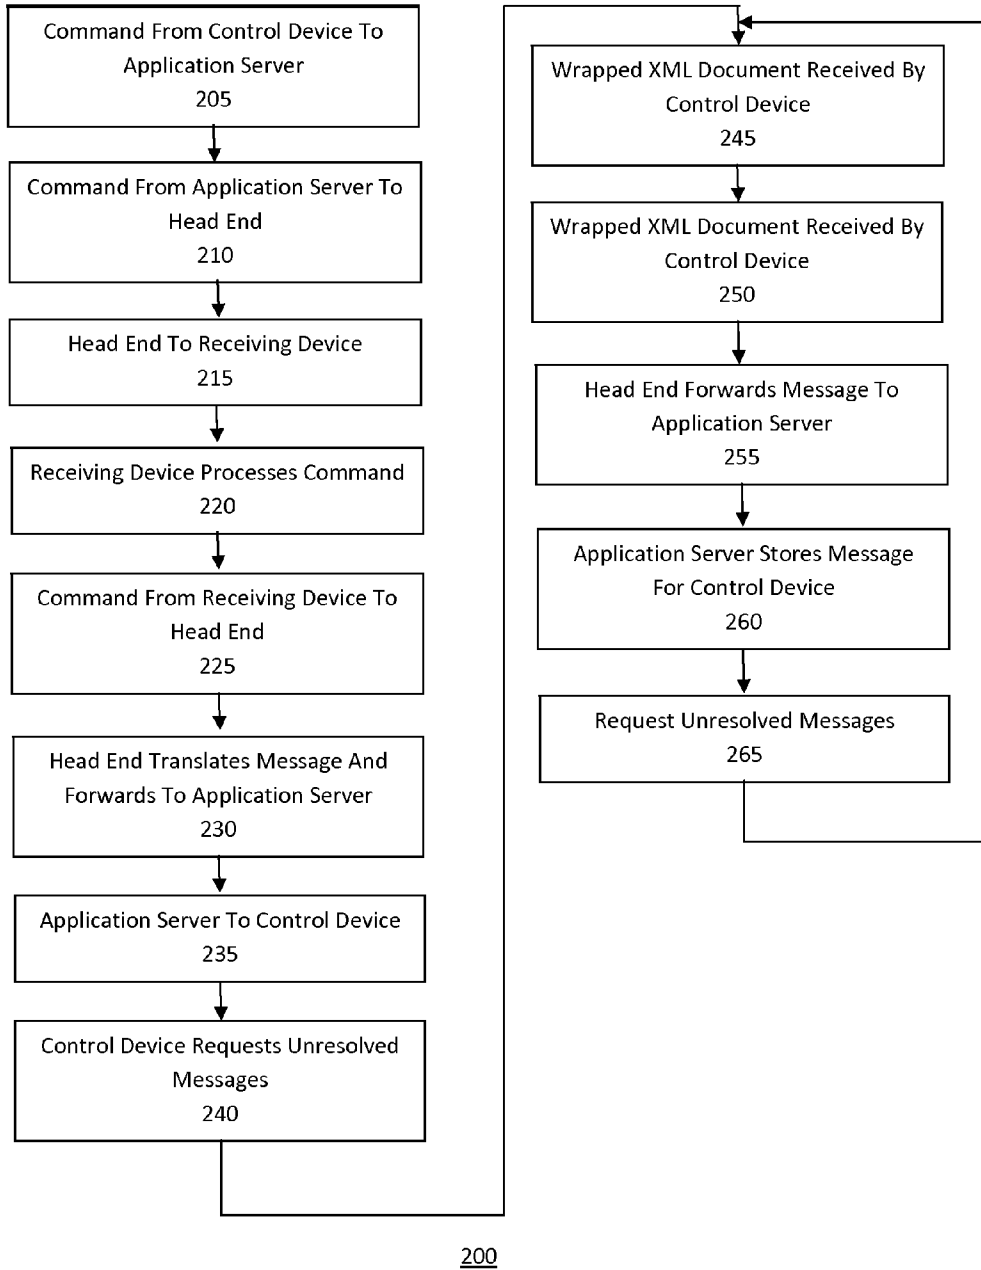 Command From Control Device To
Application Server
205
Command From Application Server To
Head End
210
Head End To Receiving Device
215
Receiving Device Processes Command
220
Command From Receiving Device To
Head End
225
Head End Translates Message And
Forwards To Application Server
230
Application Server To Control Device
235
Control Device Requests Unresolved
Messages
240
Wrapped XML Document Received By
Control Device
245
Wrapped XML Document Received By
Control Device
250
Head End Forwards Message To
Application Server
255
Application Server Stores Message
For Control Device
260
Request Unresolved Messages
265
200